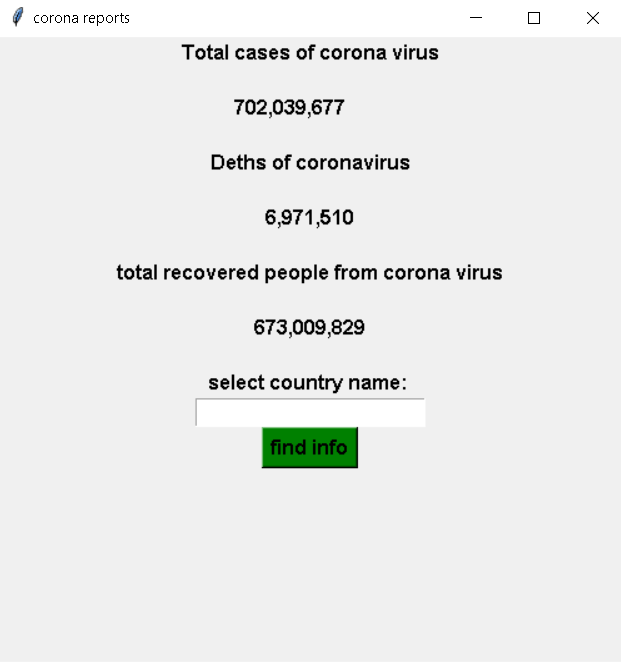 corona reports
Total cases of corona virus
702,039,677
Deths of coronavirus
6,971,510
total recovered people from corona virus
673,009,829
select country name:
find info